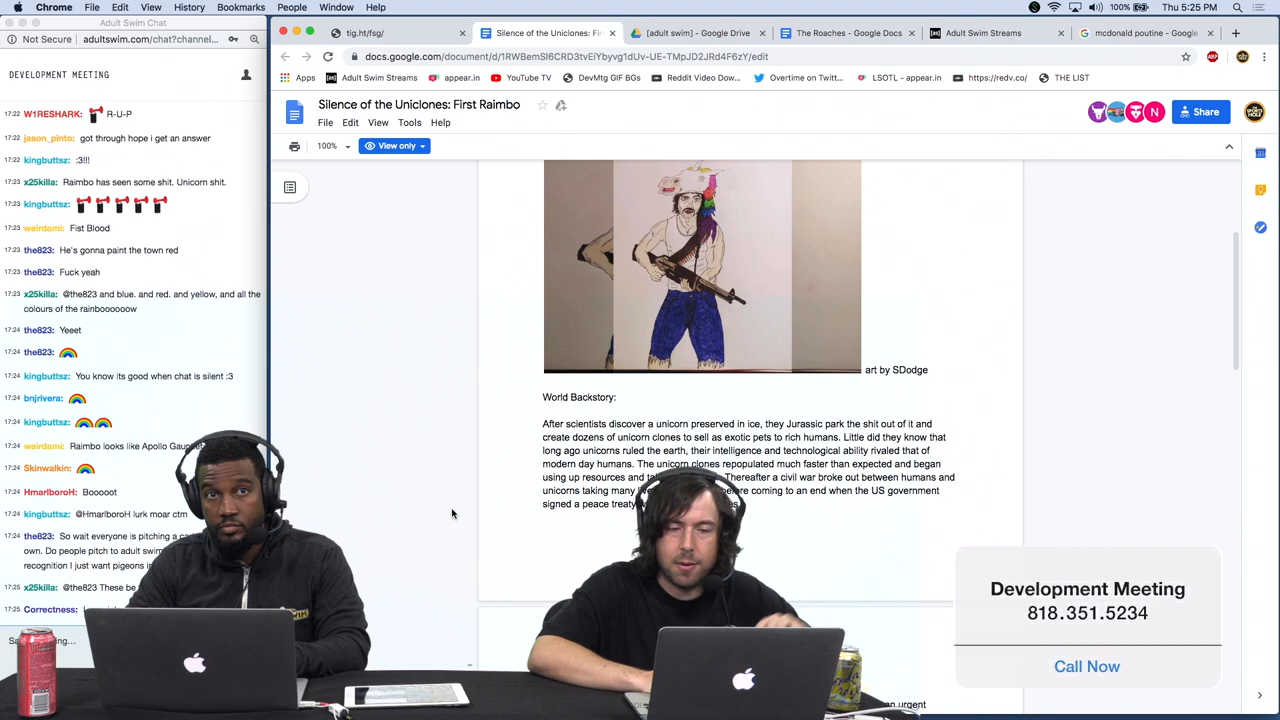 Chrome File Edit View History Bookmarks People Window Help
100% Thu 5:25 PM
Adult Swim Chat
Not Secure adultswim.com/chat?channel...
DEVELOPMENT MEETING
17:22 W1RESHARK: R-U-P
17:22 jason_pinto: got through hope i get an answer
17:22 kingbuttsz: :3!!!
17:23 x25killa: Raimbo has seen some shit. Unicorn shit.
17:23 kingbuttsz:
17:23 weirdami: Fist Blood
17:23 the823: He's gonna paint the town red
17:23 the823: Fuck yeah
17:23 x25killa: @the823 and blue. and red. and yellow, and all the
colours of the rainboooooow
17:24 the823: Yeeet
17:24 the823:
17:24 kingbuttsz: You know its good when chat is silent :3
17:24 bnjrivera:
17:24 kingbuttsz:
17:24 weirdami: Raimbo looks like Apollo
17:24 Skinwalkin:
17:24 HmarlboroH: Booooot
17:24 kingbuttsz: @HmarlboroH lurk moar ctm
17:24 the823: So wait everyone is pitching a
own. Do people pitch to adult swim
recognition I just want pigeons
17:25 x25killa: @the823 These be
17:25 Correctness:
tig.ht/fsg/
Silence of the Uniclones: First
[adult swim] - Google Drive
The Roaches - Google Docs
Adult Swim Streams
mcdonald poutine - Google
docs.google.com/document/d/1RWBemSl6CRD3tvEiYbyvg1dUv-UE-TMpJD2JRd4F6zY/edit
Apps Adult Swim Streams appear.in YouTube TV DevMtg GIF BGs Reddit Video Dow... Overtime on Twitt... LSOTL - appear.in https://redv.co/ THE LIST
Silence of the Uniclones: First Raimbo
File Edit View Tools Help
N
Share
100% View only
art by SDodge
World Backstory:
After scientists discover a unicorn preserved in ice, they Jurassic park the shit out of it and
create dozens of unicorn clones to sell as exotic pets to rich humans. Little did they know that
long ago unicorns ruled the earth, their intelligence and technological ability rivaled that of
modern day humans. The unicorn clones repopulated much faster than expected and began
using up resources and Thereafter a civil war broke out between humans and
unicorns taking many before coming to an end when the US government
signed a peace treaty
urgent
Development Meeting
818.351.5234
Call Now